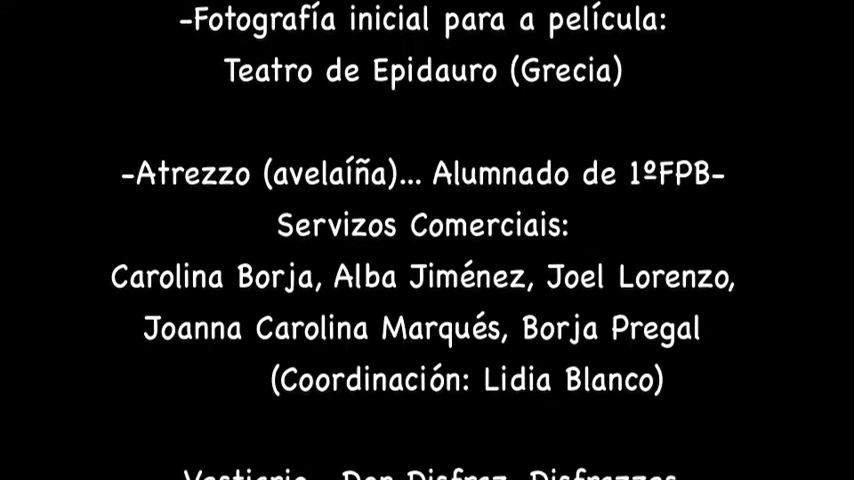 -Fotografía inicial para a película:
Teatro de Epidauro (Grecia)
-Atrezzo (avelaíña)... Alumnado de 1ºFPB-
Servizos Comerciais:
Carolina Borja, Alba Jiménez, Joel Lorenzo,
Joanna Carolina Marqués, Borja Pregal
(Coordinación: Lidia Blanco)